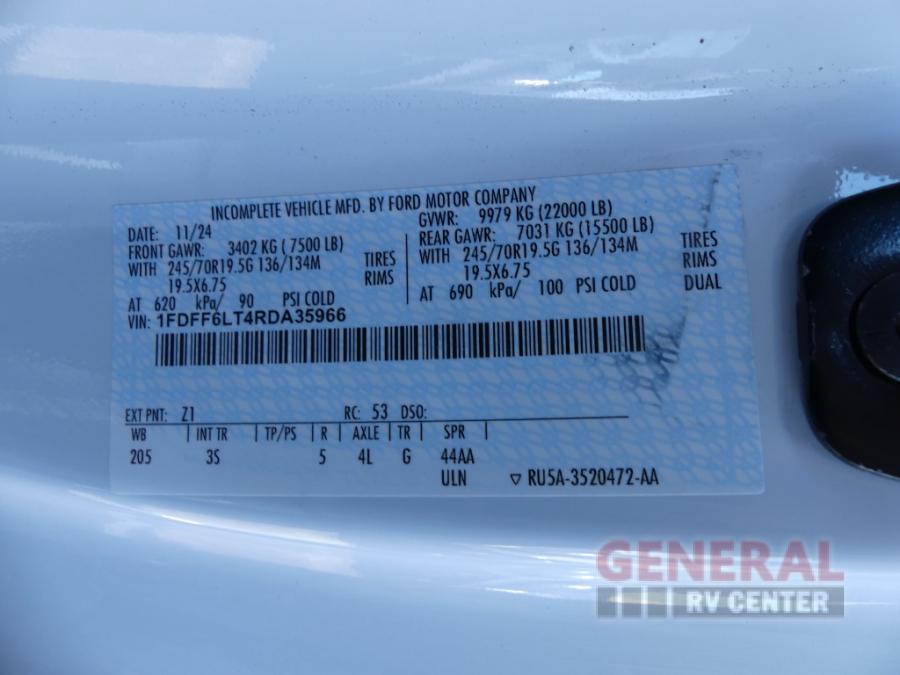 INCOMPLETE VEHICLE MFD. BY FORD MOTOR COMPANY
DATE: 11/24
FRONT GAWR: 3402 KG ( 7500 LB)
WITH 245/70R19.5G 136/134M TIRES
19.5X6.75 RIMS
AT 620 kPa/ 90 PSI COLD
GVWR: 9979 KG (22000 LB)
REAR GAWR: 7031 KG (15500 LB)
WITH 245/70R19.5G 136/134M TIRES
19.5X6.75 RIMS
AT 690 kPa/ 100 PSI COLD DUAL
VIN: 1FDFF6LT4RDA35966
EXT PNT: Z1 RC: 53 DSO:
WB INT TR TP/PS R AXLE TR SPR
205 3S 5 4L G 44AA
ULN ▽ RU5A-3520472-AA
GENERAL
RV CENTER